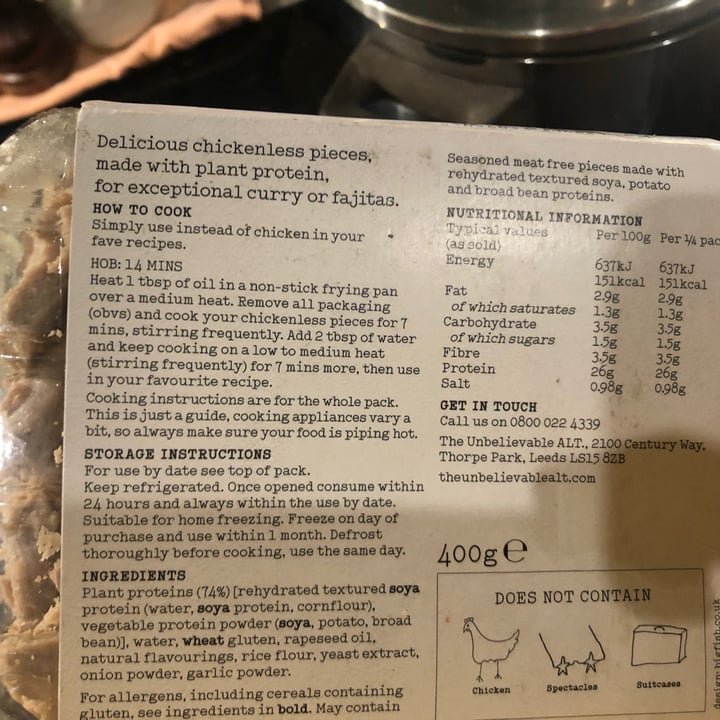 Delicious chickenless pieces,
made with plant protein,
for exceptional curry or fajitas.
HOW TO COOK
Simply use instead of chicken in your
fave recipes.
HOB: 14 MINS
Heat 1 tbsp of oil in a non-stick frying pan
over a medium heat. Remove all packaging
(obvs) and cook your chickenless pieces for 7
mins, stirring frequently. Add 2 tbsp of water
and keep cooking on a low to medium heat
(stirring frequently) for 7 mins more, then use
in your favourite recipe.
Cooking instructions are for the whole pack.
This is just a guide, cooking appliances vary a
bit, so always make sure your food is piping hot.
STORAGE INSTRUCTIONS
For use by date see top of pack.
Keep refrigerated. Once opened consume within
24 hours and always within the use by date.
Suitable for home freezing. Freeze on day of
purchase and use within 1 month. Defrost
thoroughly before cooking, use the same day.
INGREDIENTS
Plant proteins (74%) [rehydrated textured soya
protein (water, soya protein, cornflour),
vegetable protein powder (soya, potato, broad
bean)], water, wheat gluten, rapeseed oil,
natural flavourings, rice flour, yeast extract,
onion powder, garlic powder.
For allergens, including cereals containing
gluten, see ingredients in bold. May contain
Seasoned meat free pieces made with
rehydrated textured soya, potato
and broad bean proteins.
NUTRITIONAL INFORMATION
Typical values Per 100g Per ¼ pac
(as sold)
Energy 637kJ 637kJ
151kcal 151kcal
Fat 2.9g 2.9g
of which saturates 1.3g 1.3g
Carbohydrate 3.5g 3.5g
of which sugars 1.5g 1.5g
Fibre 3.5g 3.5g
Protein 26g 26g
Salt 0.98g 0.98g
GET IN TOUCH
Call us on 0800 022 4339
The Unbelievable ALT., 2100 Century Way,
Thorpe Park, Leeds LS15 8ZB
theunbelievablealt.com
400g e
DOES NOT CONTAIN
Chicken Spectacles Suitcases
design: bigfish.co.uk